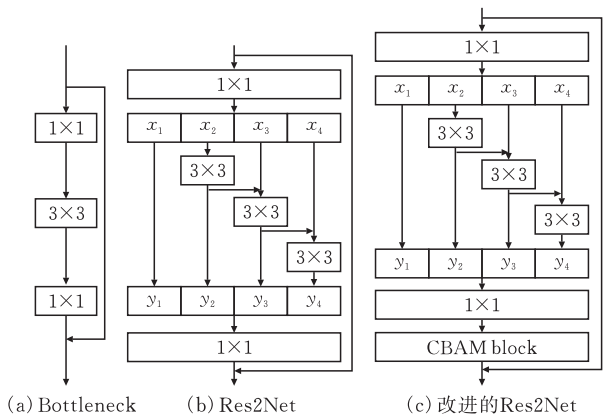 1×1
3×3
1×1
(a) Bottleneck
1×1
x₁ x₂ x₃ x₄
3×3
3×3
3×3
y₁ y₂ y₃ y₄
1×1
(b) Res2Net
1×1
x₁ x₂ x₃ x₄
3×3
3×3
3×3
y₁ y₂ y₃ y₄
1×1
CBAM block
(c) 改进的Res2Net